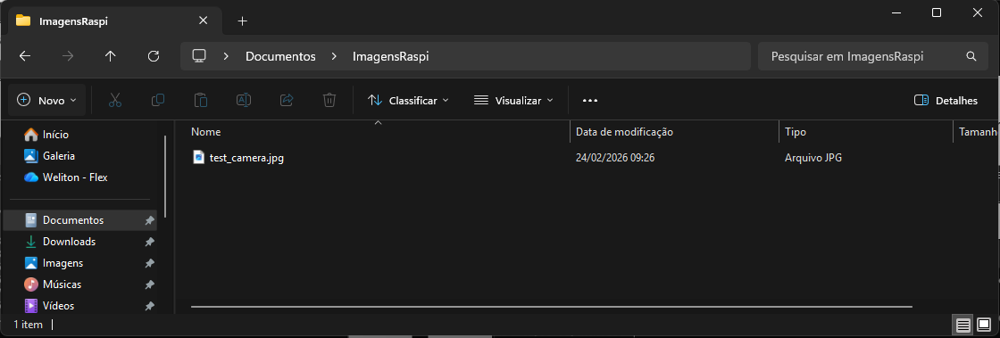 ImagensRaspi
Documentos ImagensRaspi
Pesquisar em ImagensRaspi
Novo
Classificar
Visualizar
Detalhes
Início
Galeria
Weliton - Flex
Documentos
Downloads
Imagens
Músicas
Vídeos
Nome Data de modificação Tipo Tamanh
test_camera.jpg 24/02/2026 09:26 Arquivo JPG
1 item